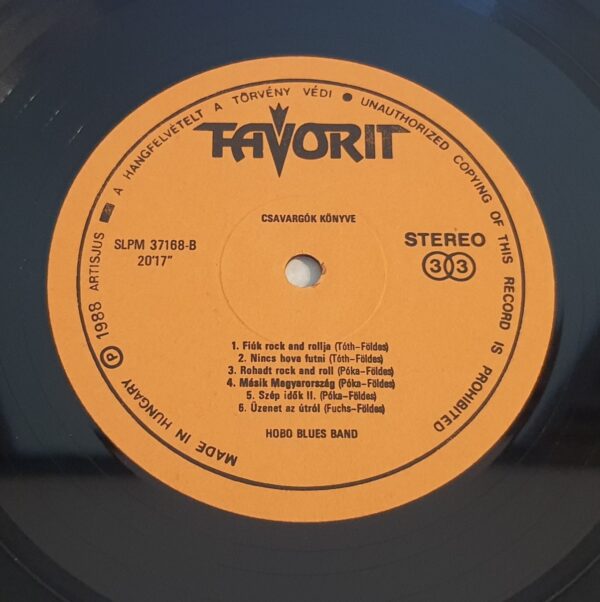 A HANGFELVÉTELT A TÖRVÉNY VÉDI ● UNAUTHORIZED COPYING OF THIS RECORD IS PROHIBITED
FAVORIT
CSAVARGÓK KÖNYVE
SLPM 37168-B
20'17"
STEREO
33
1. Fiúk rock and rollja (Tóth-Földes)
2. Nincs hova futni (Tóth-Földes)
3. Rohadt rock and roll (Póka-Földes)
4. Másik Magyarország (Póka-Földes)
5. Szép idők II. (Póka-Földes)
6. Üzenet az útról (Fuchs-Földes)
HOBO BLUES BAND
MADE IN HUNGARY Ⓟ 1988 ARTISJUS